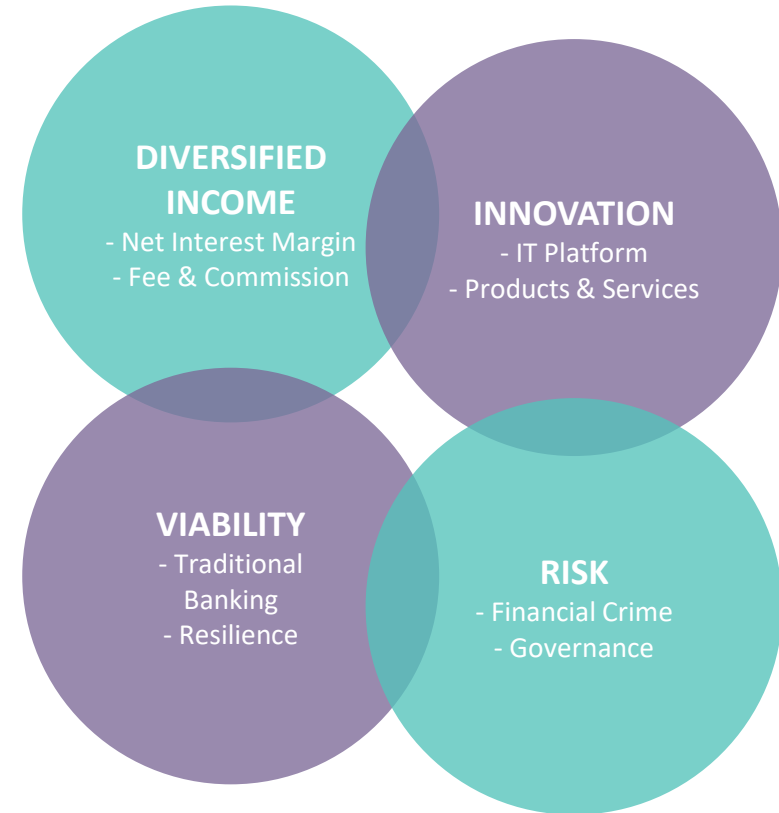 DIVERSIFIED
INCOME
- Net Interest Margin
- Fee & Commission
INNOVATION
- IT Platform
- Products & Services
VIABILITY
- Traditional
Banking
- Resilience
RISK
- Financial Crime
- Governance